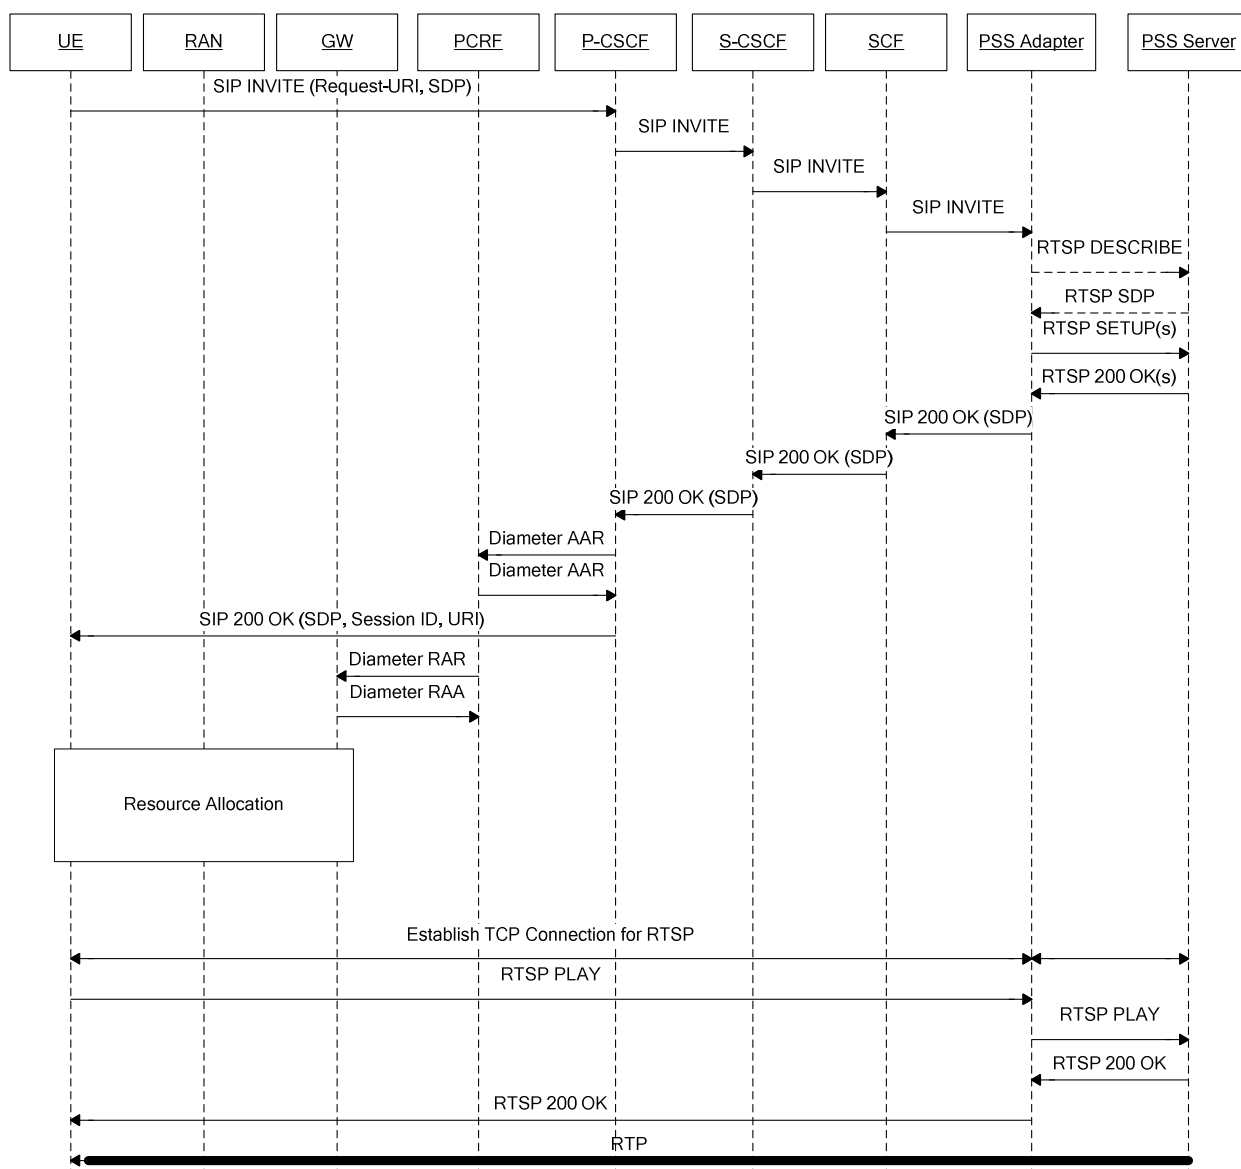 UE RAN GW PCRF P-CSCF S-CSCF SCF PSS Adapter PSS Server
SIP INVITE (Request-URI, SDP)
SIP INVITE
SIP INVITE
SIP INVITE
RTSP DESCRIBE
RTSP SDP
RTSP SETUP(s)
RTSP 200 OK(s)
SIP 200 OK (SDP)
SIP 200 OK (SDP)
SIP 200 OK (SDP)
Diameter AAR
Diameter AAR
SIP 200 OK (SDP, Session ID, URI)
Diameter RAR
Diameter RAA
Resource Allocation
Establish TCP Connection for RTSP
RTSP PLAY
RTSP PLAY
RTSP 200 OK
RTSP 200 OK
RTP